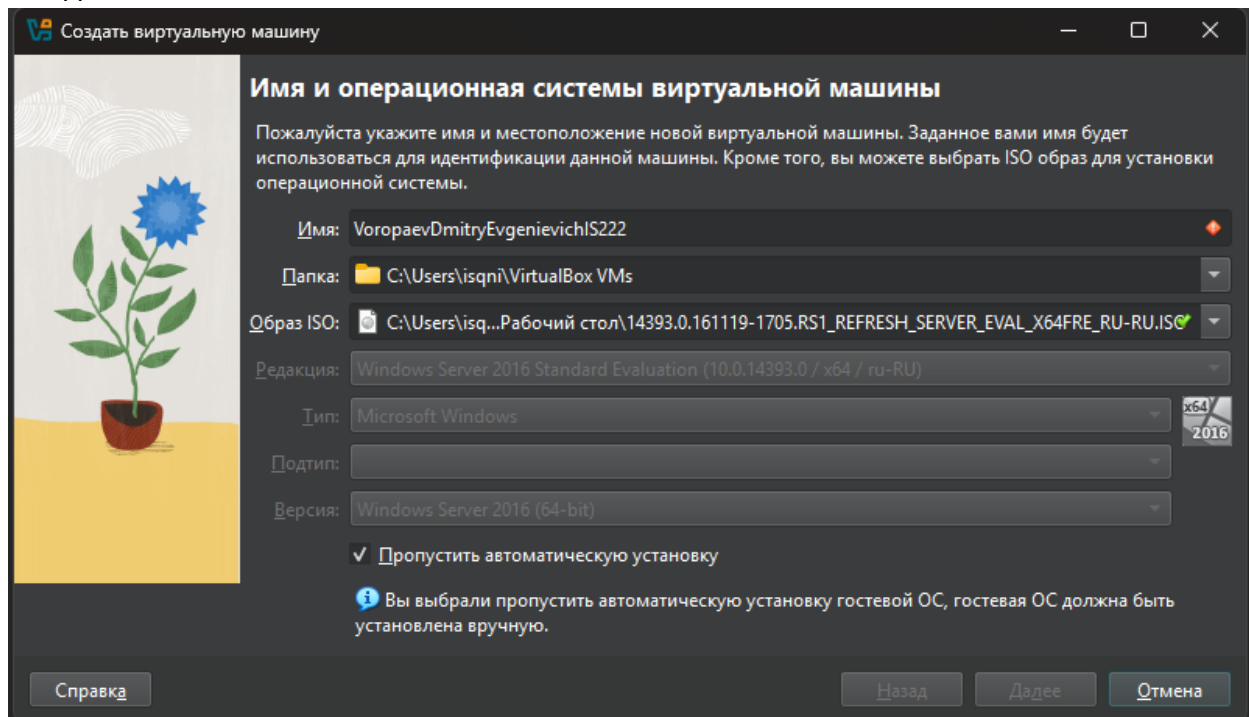 Создать виртуальную машину
Имя и операционная системы виртуальной машины
Пожалуйста укажите имя и местоположение новой виртуальной машины. Заданное вами имя будет
использоваться для идентификации данной машины. Кроме того, вы можете выбрать ISO образ для установки
операционной системы.
Имя: VoropaevDmitryEvgenievichIS222
Папка: C:\Users\isqni\VirtualBox VMs
Образ ISO: C:\Users\isq...Рабочий стол\14393.0.161119-1705.RS1_REFRESH_SERVER_EVAL_X64FRE_RU-RU.ISO
Редакция: Windows Server 2016 Standard Evaluation (10.0.14393.0 / x64 / ru-RU)
Тип: Microsoft Windows
x64
2016
Подтип:
Версия: Windows Server 2016 (64-bit)
Пропустить автоматическую установку
Вы выбрали пропустить автоматическую установку гостевой ОС, гостевая ОС должна быть
установлена вручную.
Справка Назад Далее Отмена